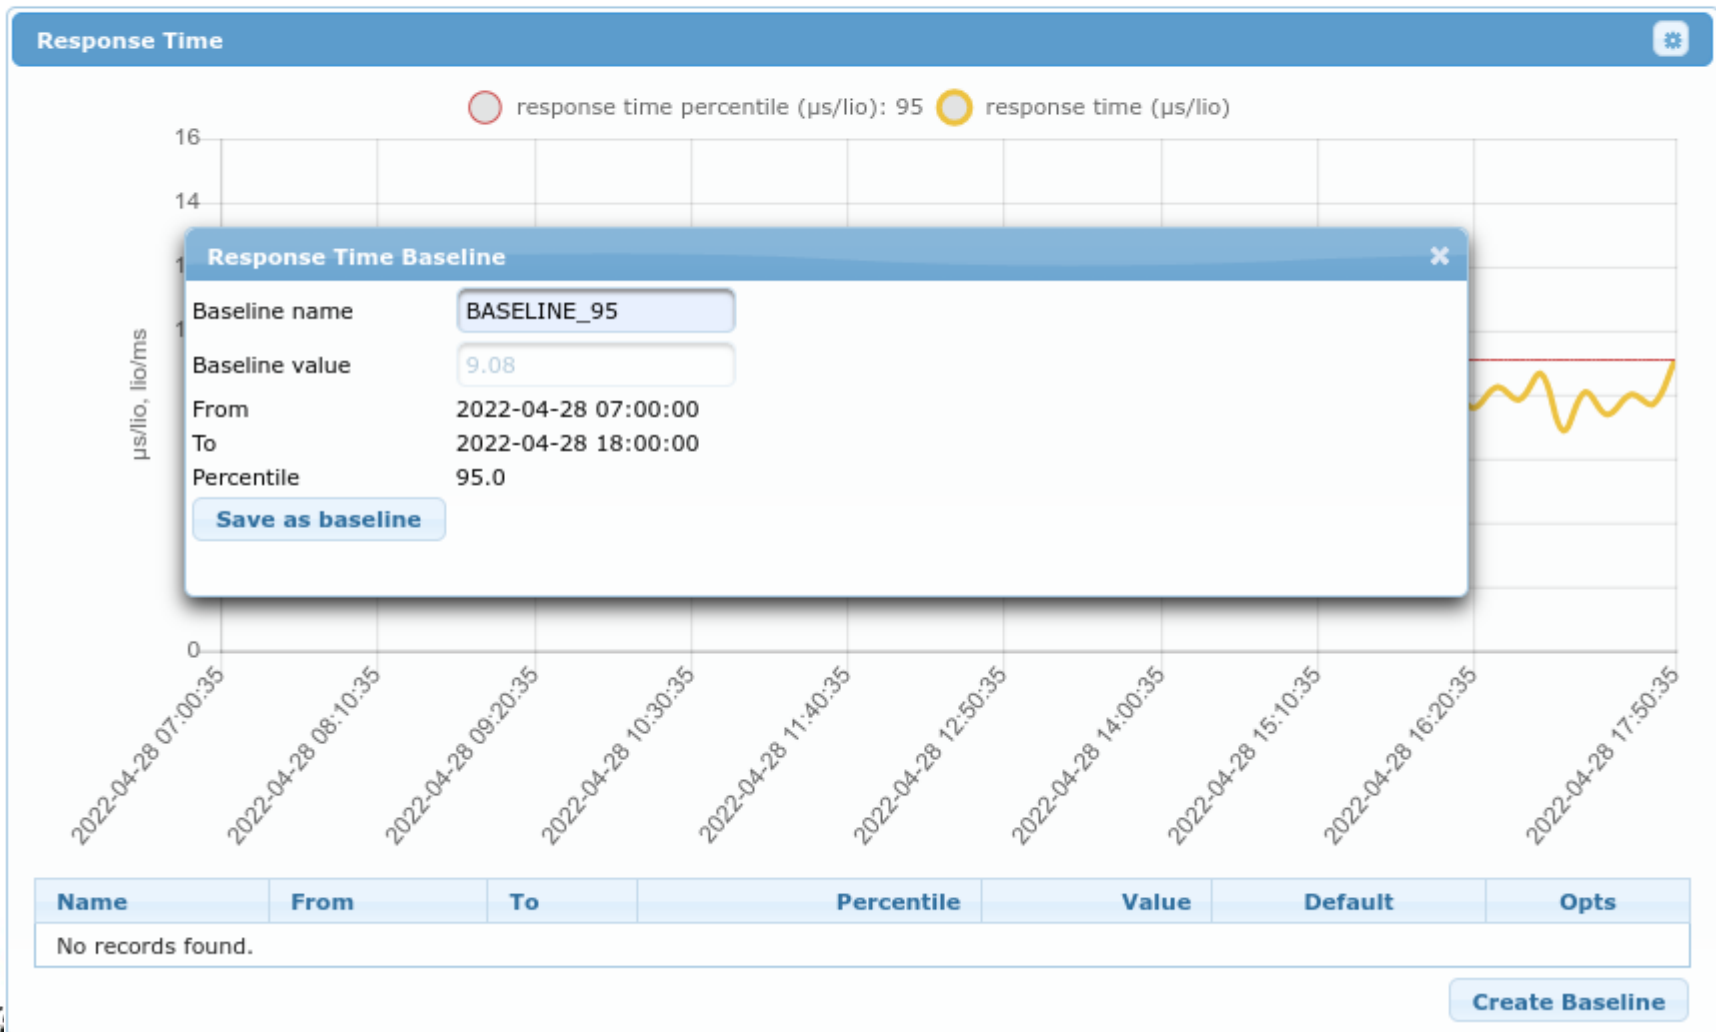 Response Time
response time percentile (µs/lio): 95 response time (µs/lio)
16
14
Response Time Baseline
Baseline name BASELINE_95
Baseline value 9.08
From 2022-04-28 07:00:00
To 2022-04-28 18:00:00
Percentile 95.0
Save as baseline
µs/lio, lio/ms
0
2022-04-28 07:00:35
2022-04-28 08:10:35
2022-04-28 09:20:35
2022-04-28 10:30:35
2022-04-28 11:40:35
2022-04-28 12:50:35
2022-04-28 14:00:35
2022-04-28 15:10:35
2022-04-28 16:20:35
2022-04-28 17:50:35
Name From To Percentile Value Default Opts
No records found.
Create Baseline